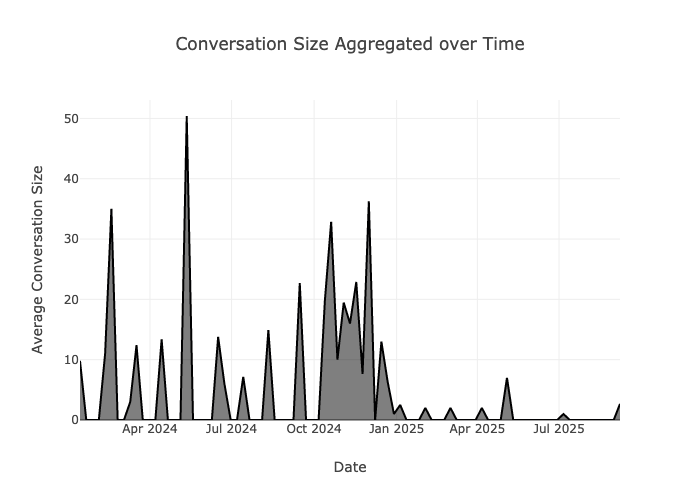 Conversation Size Aggregated over Time
Average Conversation Size
50
40
30
20
10
0
Apr 2024 Jul 2024 Oct 2024 Jan 2025 Apr 2025 Jul 2025
Date